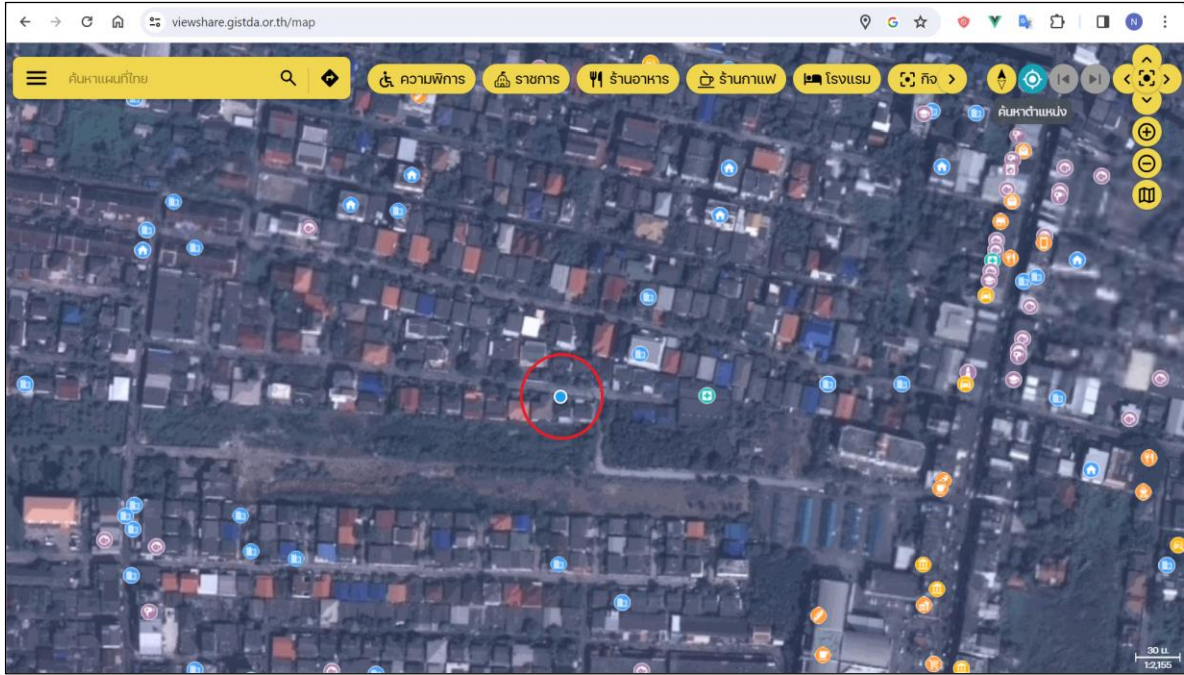 viewshare.gistda.or.th/map
G
N
ค้นหาแผนที่ไทย
ความพิการ
ราชการ
ร้านอาหาร
ร้านกาแฟ
โรงแรม
กิจ
ค้นหาตำแหน่ง
30 ม.
1:2,155